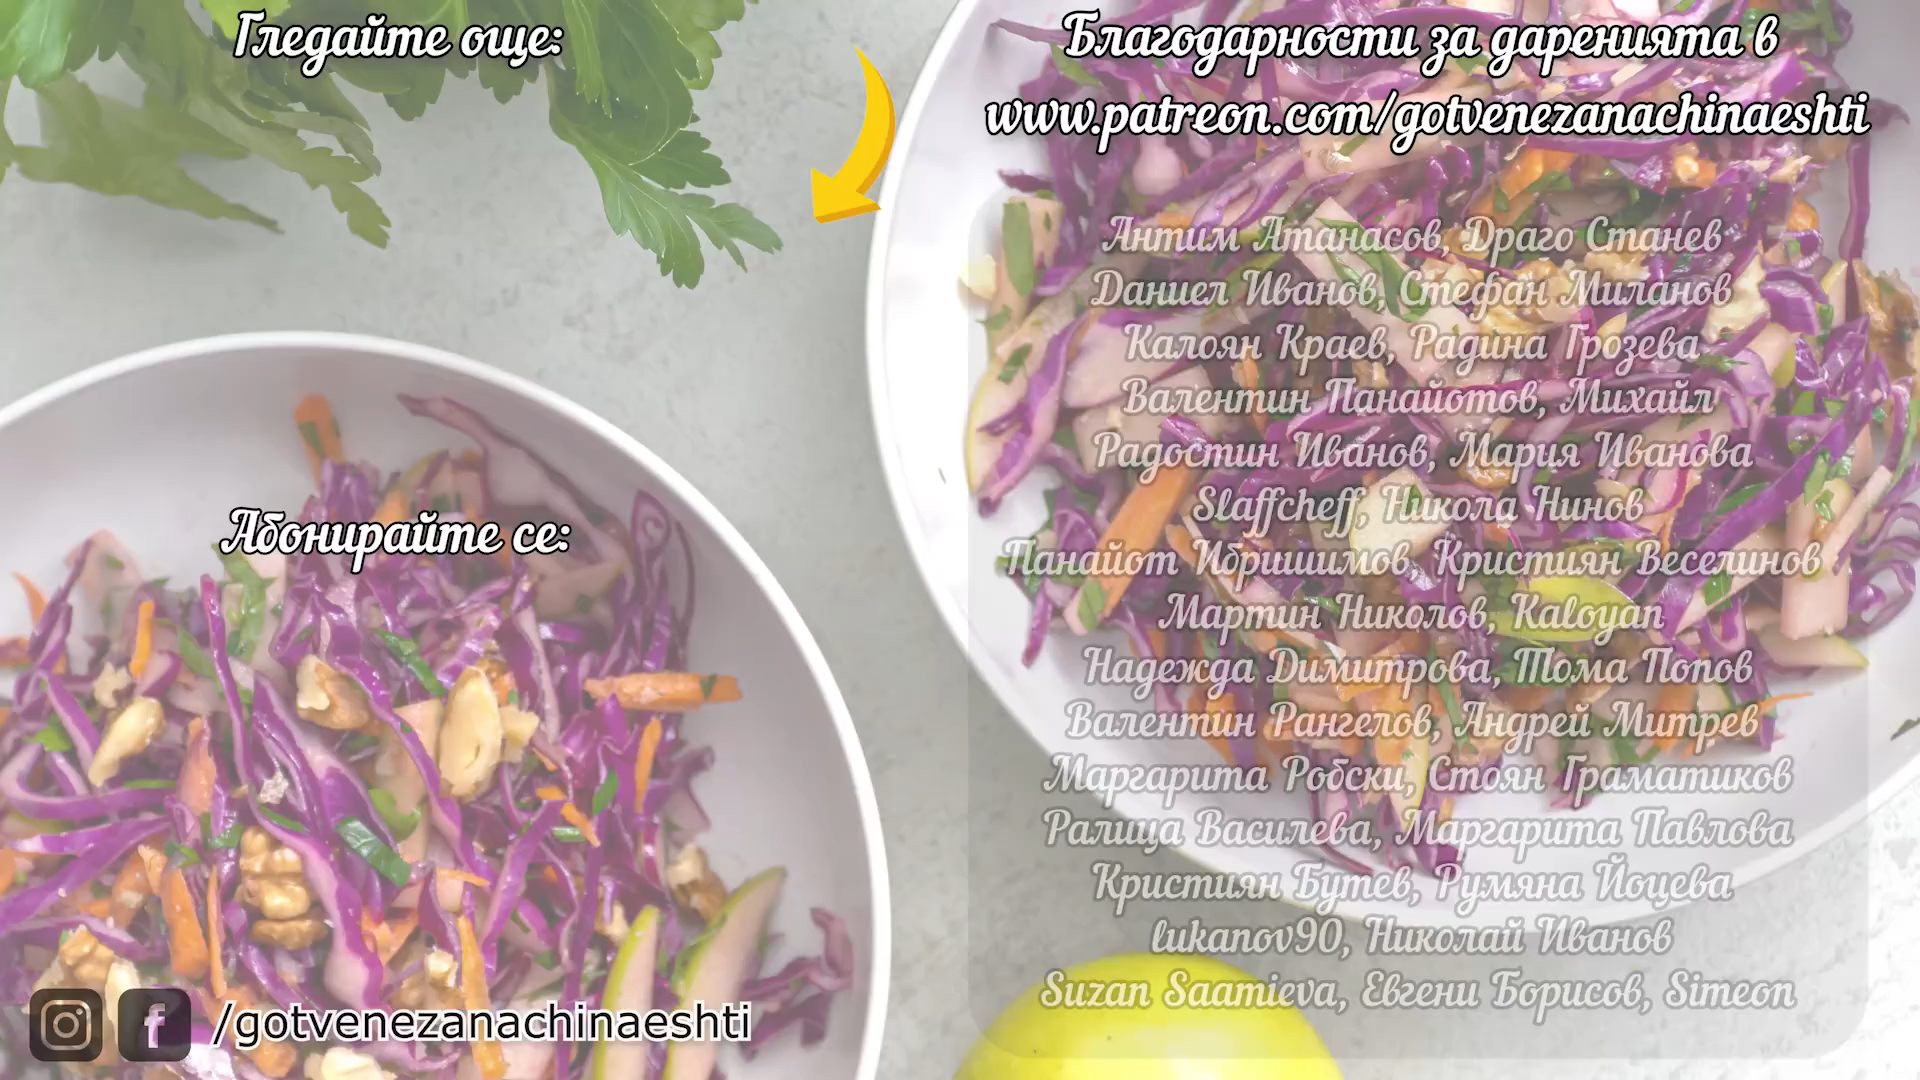 Гледайте още:
Абонирайте се:
/gotvenezanachinaeshti
Благодарности за даренията в
www.patreon.com/gotvenezanachinaeshti
Антим Атанасов, Драго Станев
Даниел Иванов, Стефан Миланов
Калоян Краев, Радина Грозева
Валентин Панайотов, Михайл
Радостин Иванов, Мария Иванова
Slaffcheff, Никола Нинов
Панайот Ибришимов, Кристиян Веселинов
Мартин Николов, Kaloyan
Надежда Димитрова, Тома Попов
Валентин Рангелов, Андрей Митрев
Маргарита Робски, Стоян Граматиков
Ралица Василева, Маргарита Павлова
Кристиян Бутев, Румяна Йоцева
lukanov90, Николай Иванов
Suzan Saamieva, Евгени Борисов, Simeon